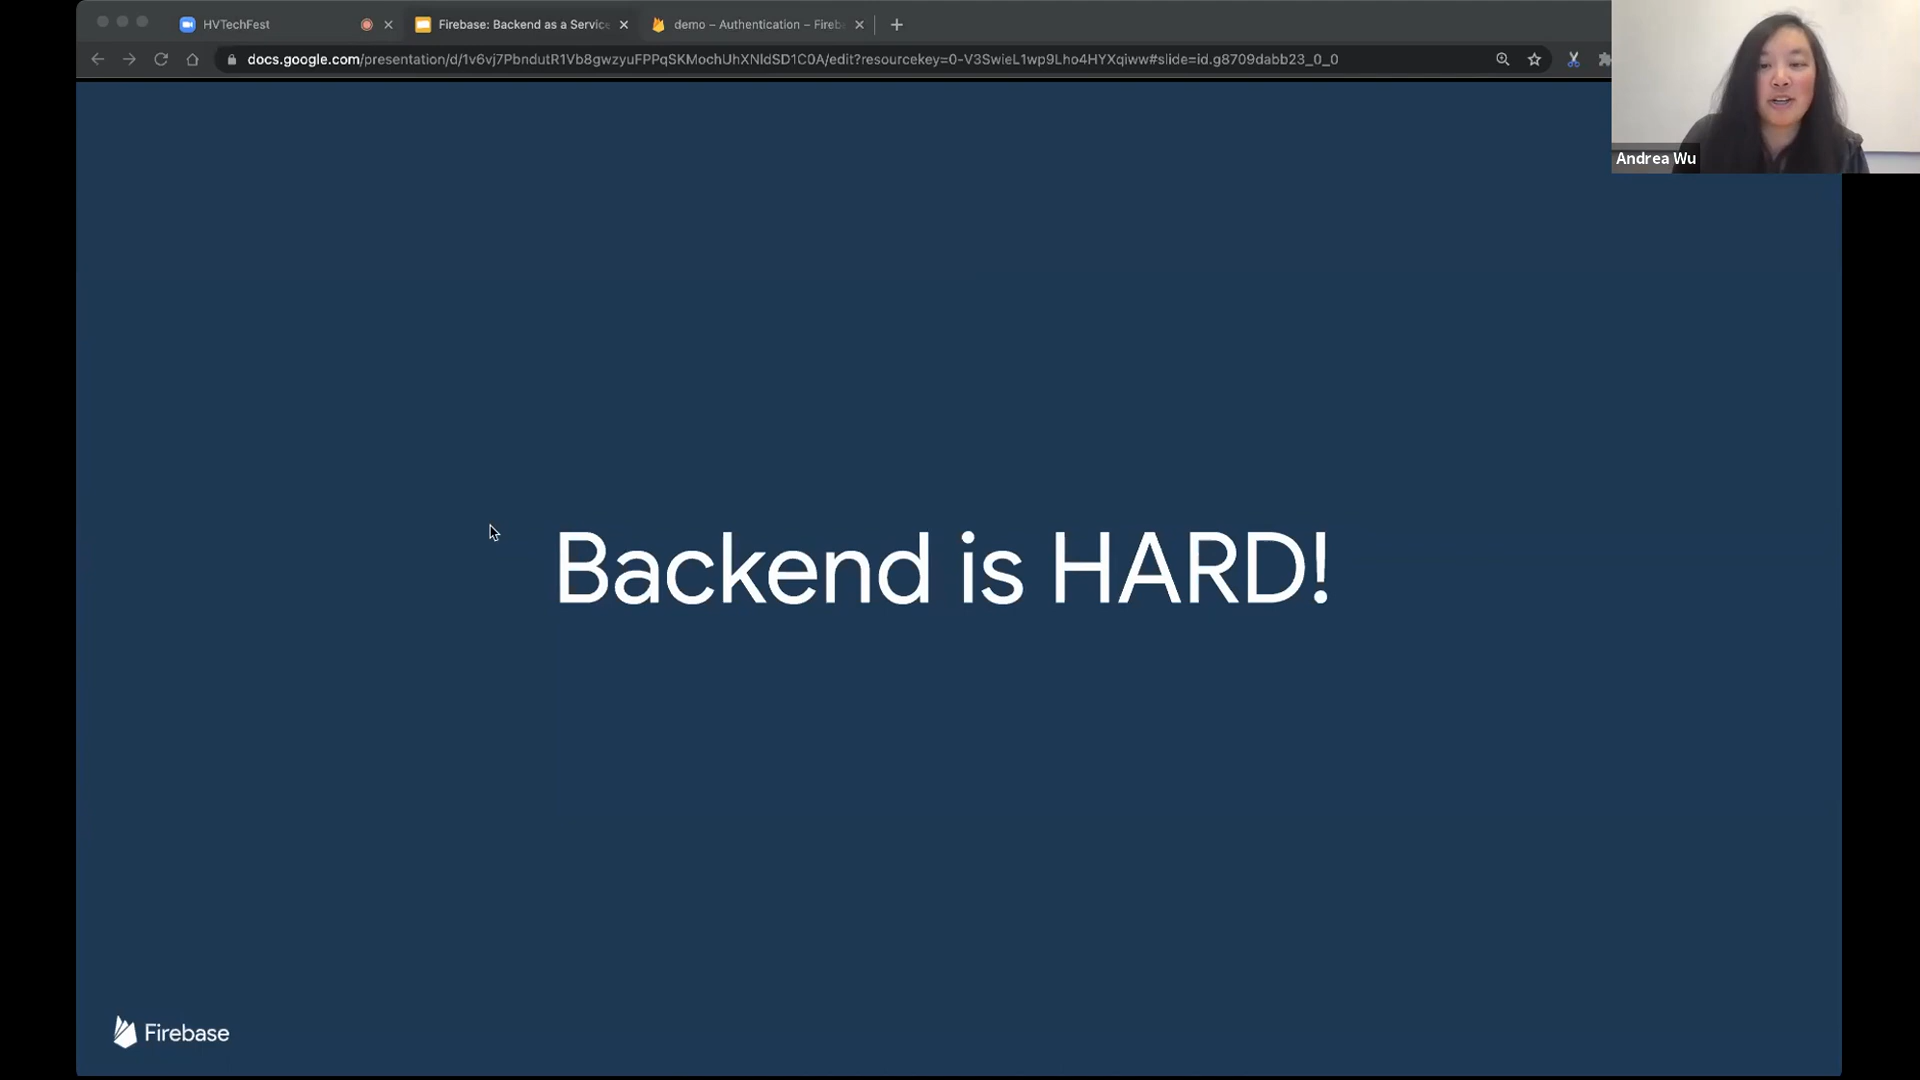 HVTechFest
Firebase: Backend as a Service
demo – Authentication – Fireb
docs.google.com/presentation/d/1v6vj7PbndutR1Vb8gwzyuFPPqSKMochUhXNldSD1C0A/edit?resourcekey=0-V3SwieL1wp9Lho4HYXqiww#slide=id.g8709dabb23_0_0
Andrea Wu
Backend is HARD!
Firebase